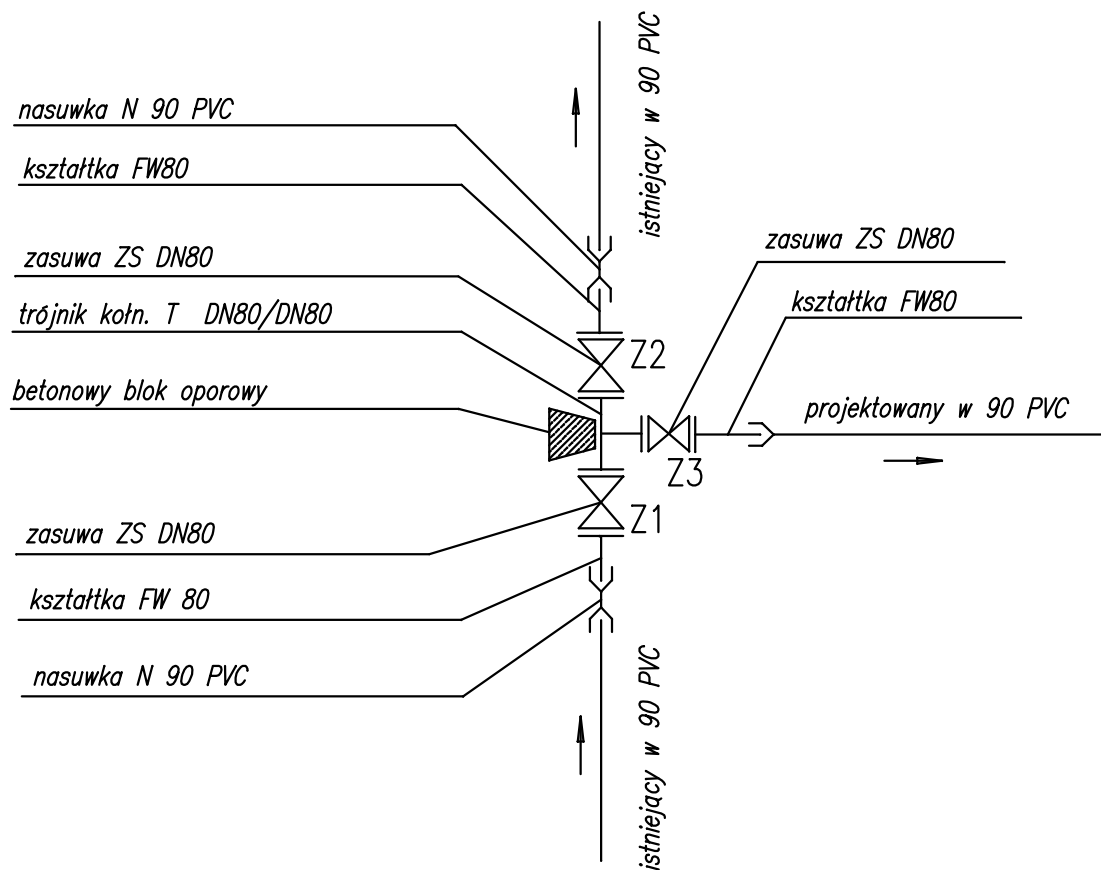 istniejący w 90 PVC
nasuwka N 90 PVC
kształtka FW80
zasuwa ZS DN80
zasuwa ZS DN80
kształtka FW80
trójnik kołn. T DN80/DN80
Z2
betonowy blok oporowy
projektowany w 90 PVC
Z3
zasuwa ZS DN80
Z1
kształtka FW 80
nasuwka N 90 PVC
istniejący w 90 PVC